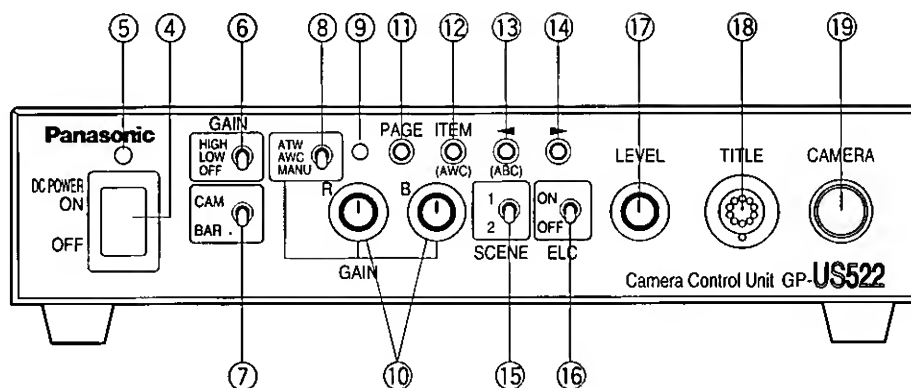 ⑤ ④ ⑥ ⑧ ⑨ ⑪ ⑫ ⑬ ⑭ ⑰ ⑱ ⑲
Panasonic
GAIN
HIGH
LOW
OFF
ATW
AWC
MANU
PAGE
ITEM
(AWC)
◄
(ABC)
►
LEVEL
TITLE
CAMERA
DC POWER
ON
OFF
CAM
BAR
R
B
GAIN
1
2
SCENE
ON
OFF
ELC
Camera Control Unit GP-US522
⑦ ⑩ ⑮ ⑯